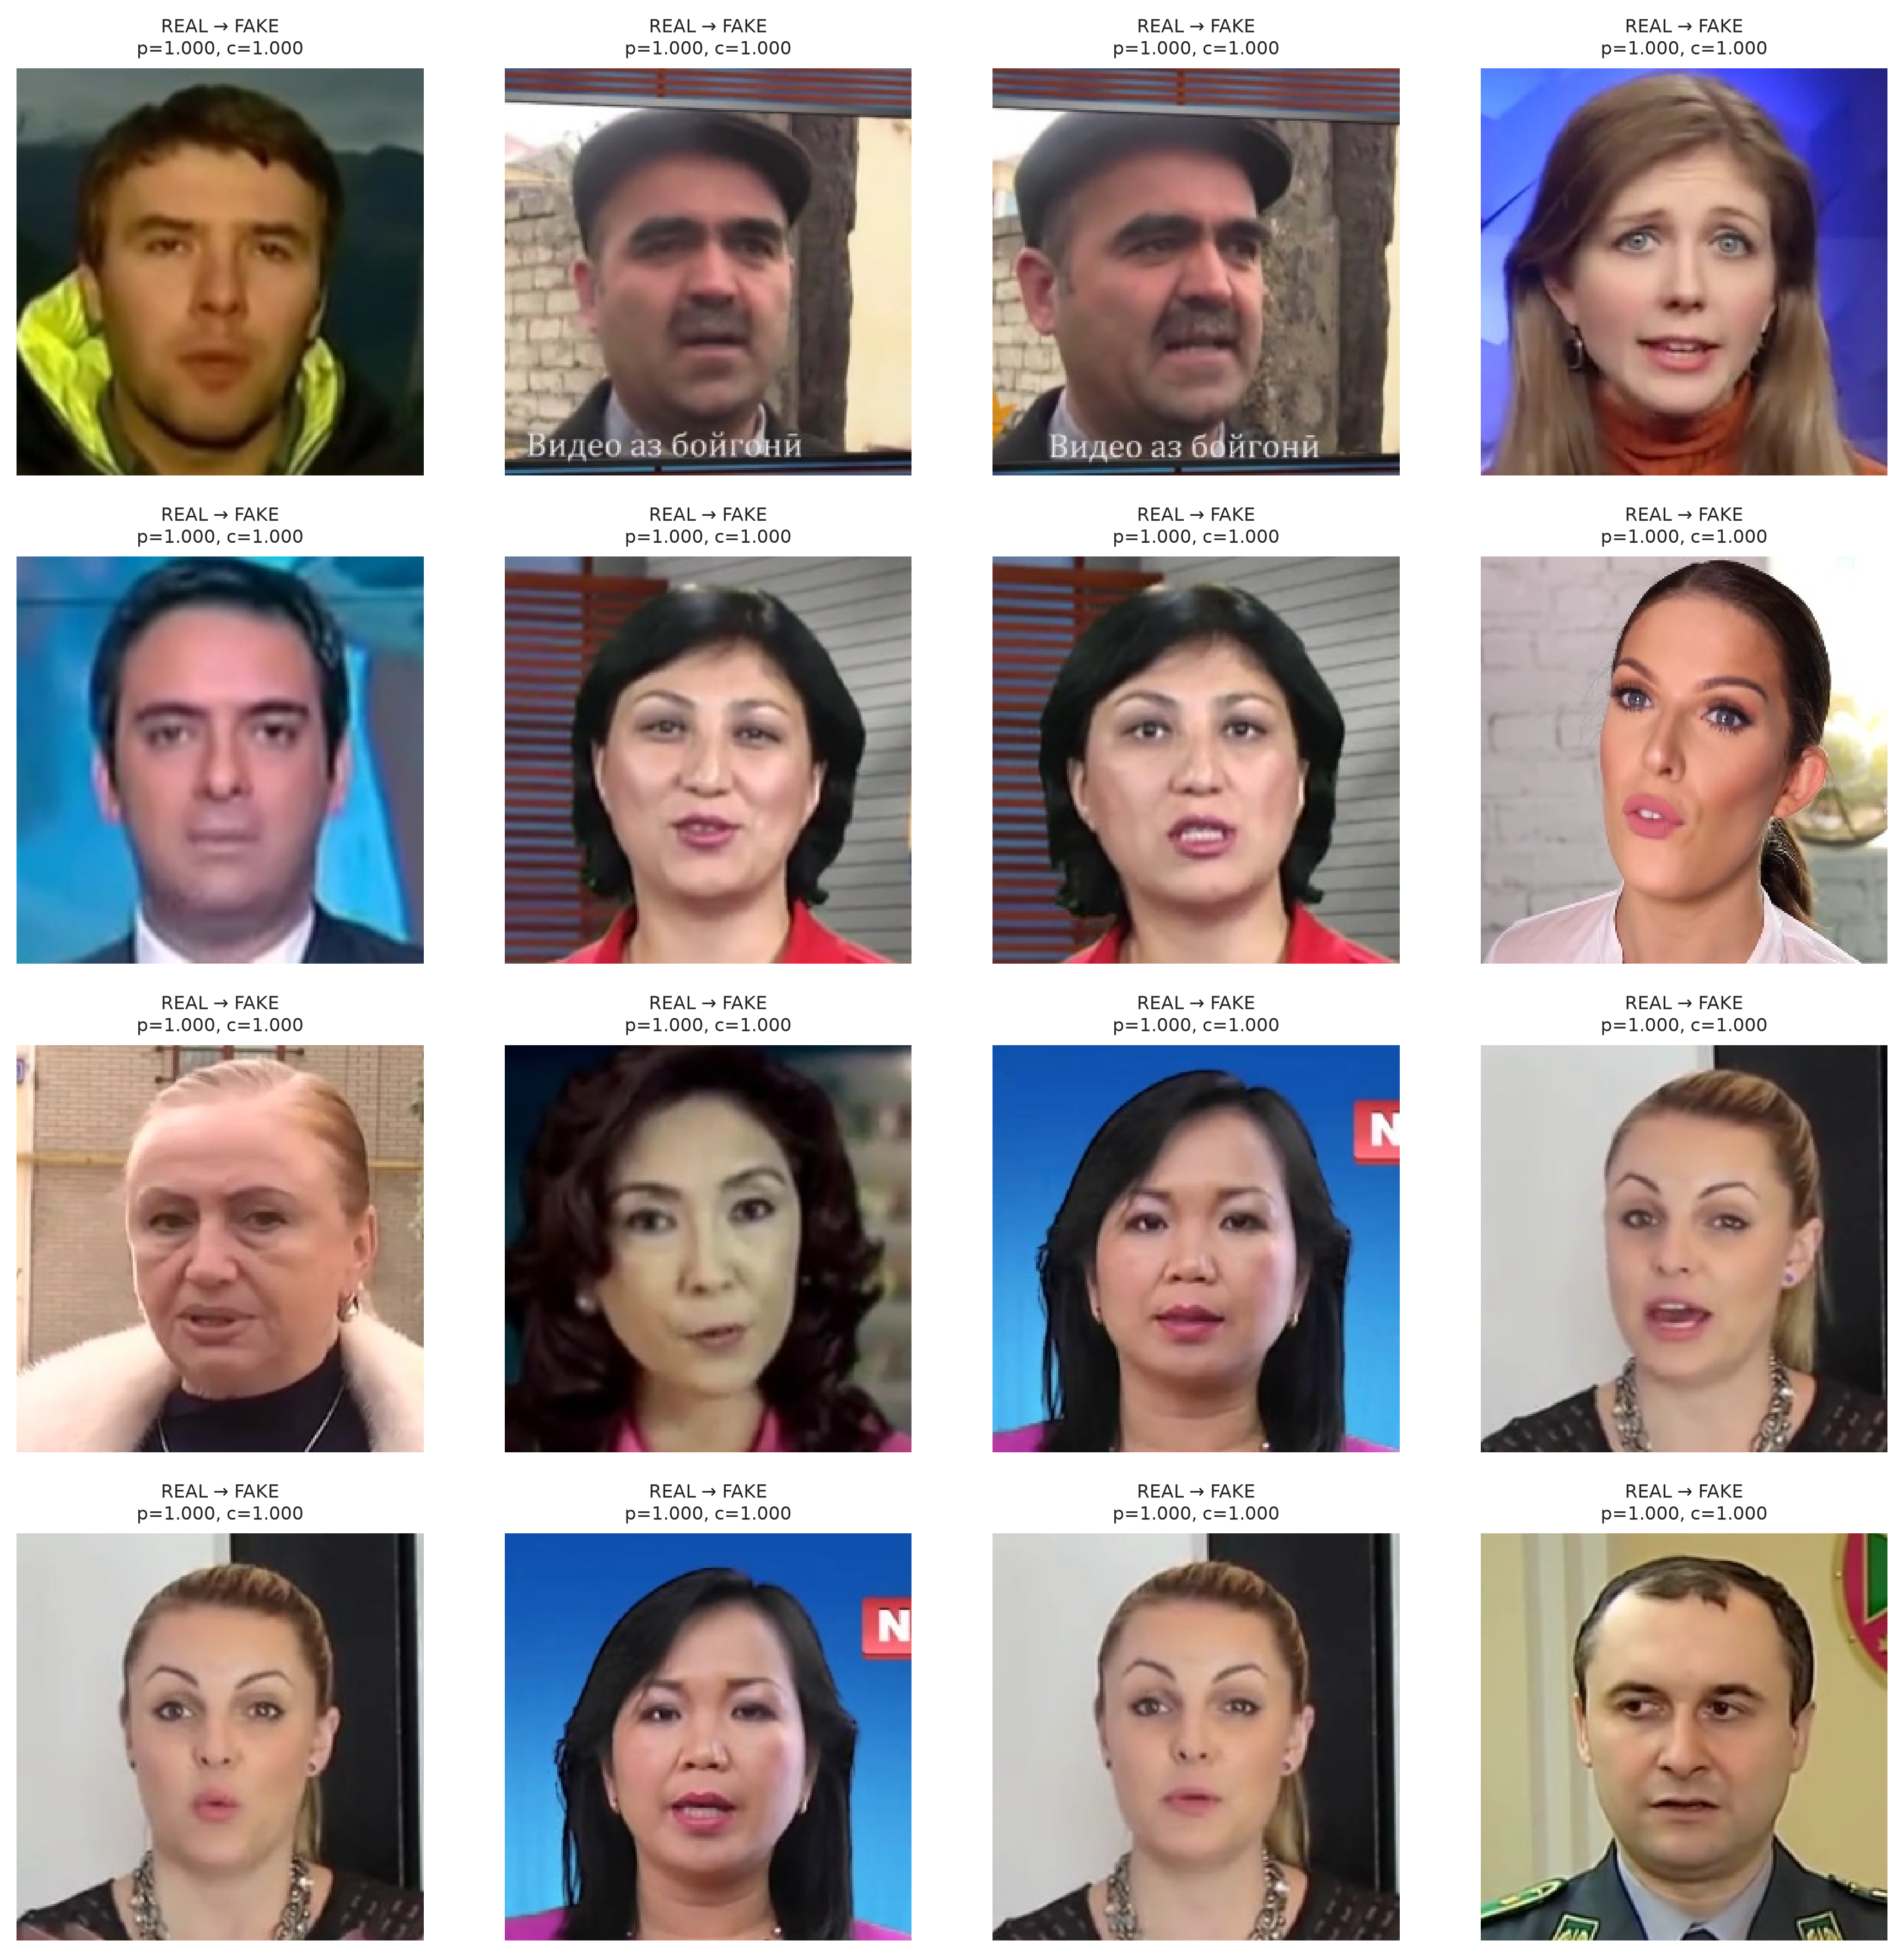 REAL → FAKE REAL → FAKE REAL → FAKE REAL → FAKE
p=1.000, c=1.000 p=1.000, c=1.000 p=1.000, c=1.000 p=1.000, c=1.000
Видео аз бойгонӣ Видео аз бойгонӣ
REAL → FAKE REAL → FAKE REAL → FAKE REAL → FAKE
p=1.000, c=1.000 p=1.000, c=1.000 p=1.000, c=1.000 p=1.000, c=1.000
REAL → FAKE REAL → FAKE REAL → FAKE REAL → FAKE
p=1.000, c=1.000 p=1.000, c=1.000 p=1.000, c=1.000 p=1.000, c=1.000
N
REAL → FAKE REAL → FAKE REAL → FAKE REAL → FAKE
p=1.000, c=1.000 p=1.000, c=1.000 p=1.000, c=1.000 p=1.000, c=1.000
N